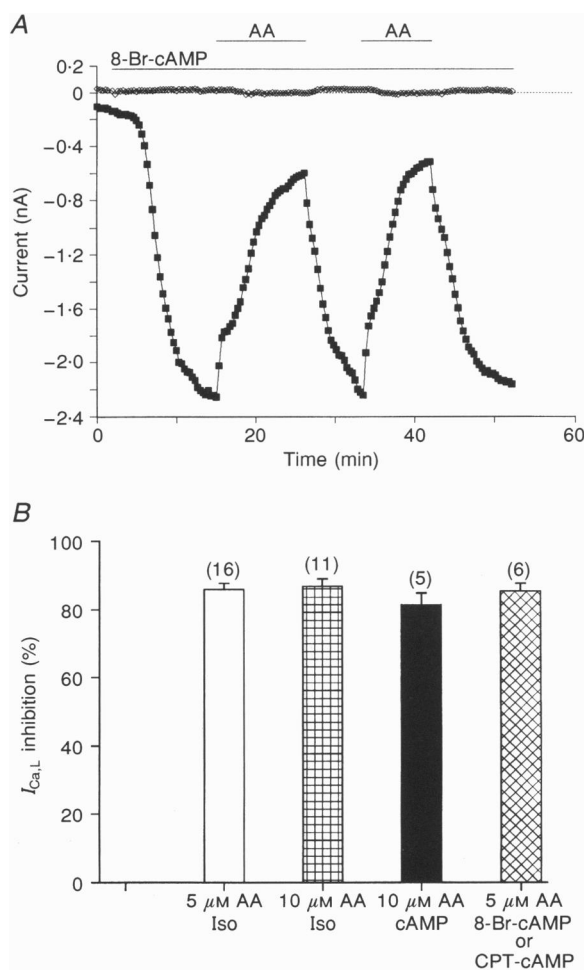 A
AA AA
8-Br-cAMP
0·2
0
−0·4
−0·8
−1·2
−1·6
−2·0
−2·4
Current (nA)
0 20 40 60
Time (min)
B
100
80
60
40
20
0
I Ca,L inhibition (%)
(16) (11) (5) (6)
5 μM AA 10 μM AA 10 μM AA 5 μM AA
Iso Iso cAMP 8-Br-cAMP
or
CPT-cAMP